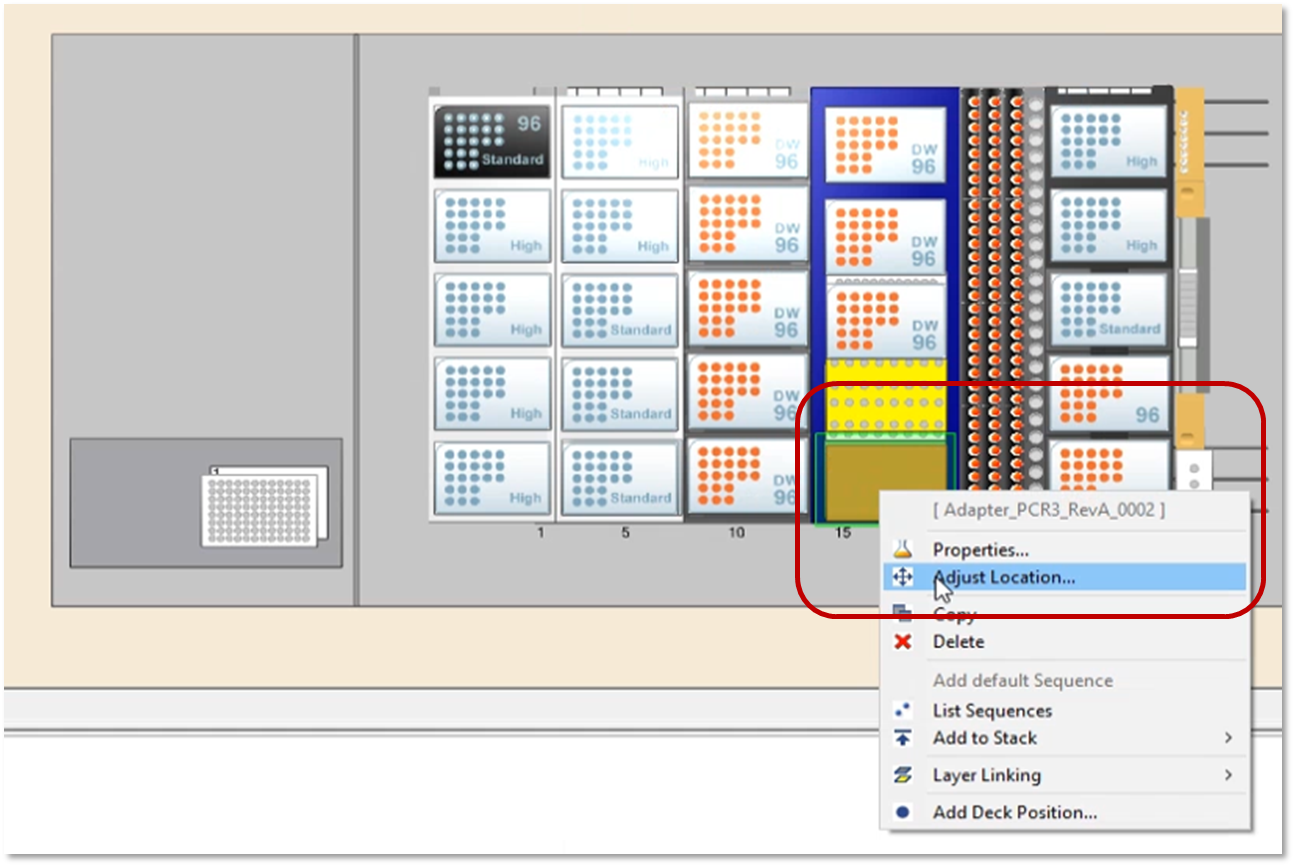 96
Standard
High
DW
96
DW
96
High
High
High
DW
96
DW
96
High
High
Standard
DW
96
DW
96
Standard
High
Standard
DW
96
96
1
High
Standard
DW
96
1
5
10
15
[ Adapter_PCR3_RevA_0002 ]
Properties...
Adjust Location...
Copy
Delete
Add default Sequence
List Sequences
Add to Stack
Layer Linking
Add Deck Position...